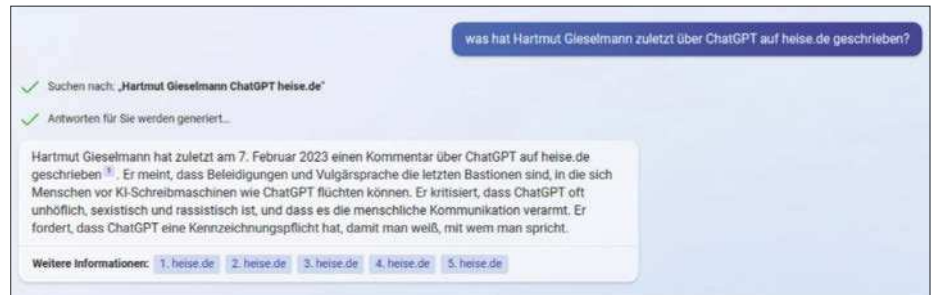 was hat Hartmut Gieselmann zuletzt über ChatGPT auf heise.de geschrieben?
Suchen nach: „Hartmut Gieselmann ChatGPT heise.de"
Antworten für Sie werden generiert...
Hartmut Gieselmann hat zuletzt am 7. Februar 2023 einen Kommentar über ChatGPT auf heise.de
geschrieben 1 . Er meint, dass Beleidigungen und Vulgärsprache die letzten Bastionen sind, in die sich
Menschen vor KI-Schreibmaschinen wie ChatGPT flüchten können. Er kritisiert, dass ChatGPT oft
unhöflich, sexistisch und rassistisch ist, und dass es die menschliche Kommunikation verarmt. Er
fordert, dass ChatGPT eine Kennzeichnungspflicht hat, damit man weiß, mit wem man spricht.
Weitere Informationen: 1. heise.de 2. heise.de 3. heise.de 4. heise.de 5. heise.de